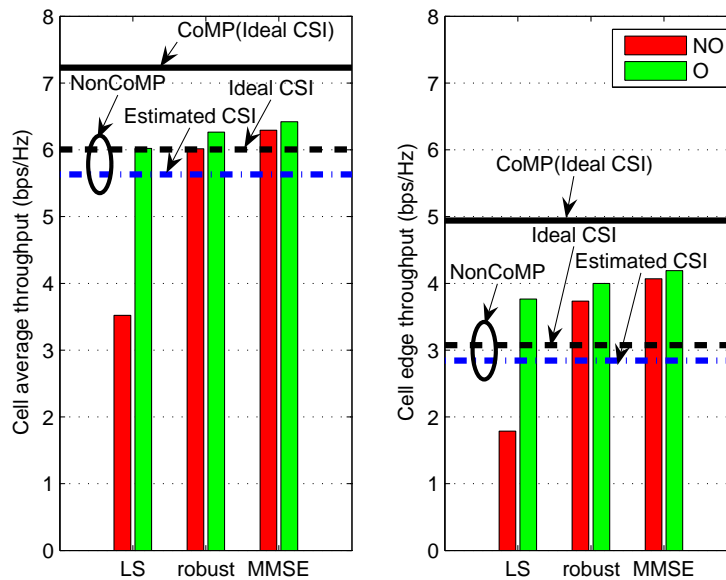 8
7
6
5
4
3
2
1
0
Cell average throughput (bps/Hz)
CoMP(Ideal CSI)
NonCoMP
Ideal CSI
Estimated CSI
LS robust MMSE
8
7
6
5
4
3
2
1
0
Cell edge throughput (bps/Hz)
NO
O
CoMP(Ideal CSI)
Ideal CSI
Estimated CSI
NonCoMP
LS robust MMSE